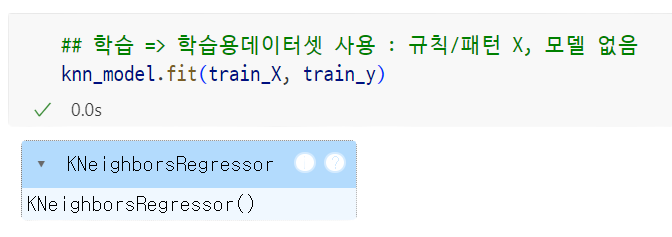 ## 학습 => 학습용데이터셋 사용 : 규칙/패턴 X, 모델 없음
knn_model.fit(train_X, train_y)
✓ 0.0s
▾ KNeighborsRegressor i ?
KNeighborsRegressor()